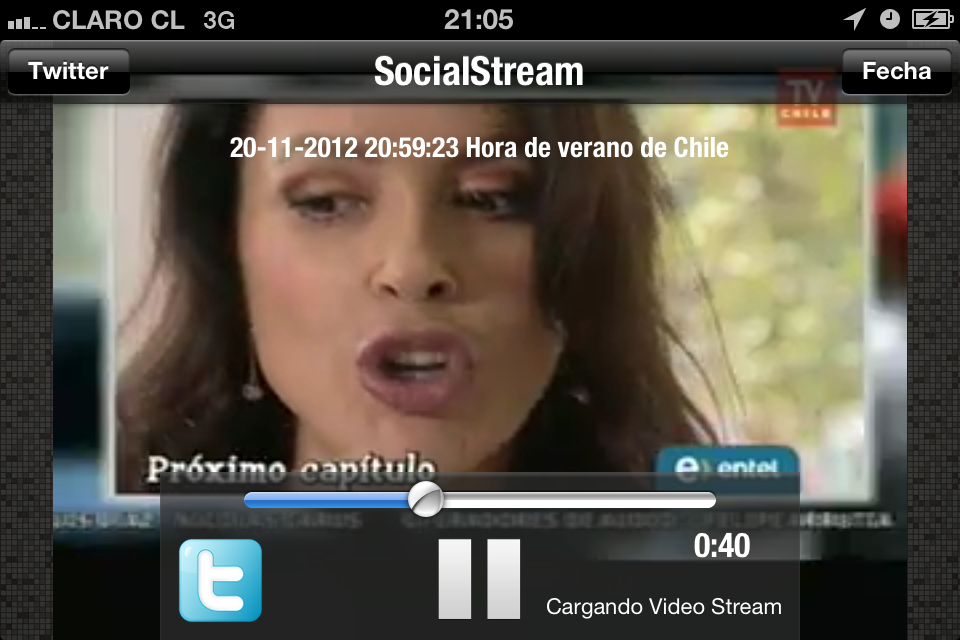 CLARO CL 3G 21:05
Twitter SocialStream Fecha
TV
CHILE
20-11-2012 20:59:23 Hora de verano de Chile
Próximo capítulo
e) entel
0:40
Cargando Video Stream